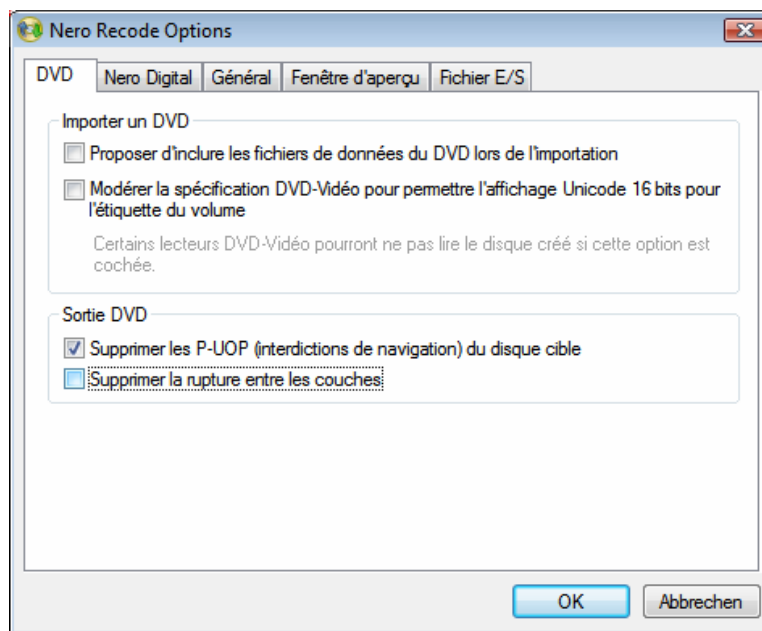 Nero Recode Options
DVD
Nero Digital
Général
Fenêtre d'aperçu
Fichier E/S
Importer un DVD
Proposer d'inclure les fichiers de données du DVD lors de l'importation
Modérer la spécification DVD-Vidéo pour permettre l'affichage Unicode 16 bits pour
l'étiquette du volume
Certains lecteurs DVD-Vidéo pourront ne pas lire le disque créé si cette option est
cochée.
Sortie DVD
Supprimer les P-UOP (interdictions de navigation) du disque cible
Supprimer la rupture entre les couches
OK
Abbrechen